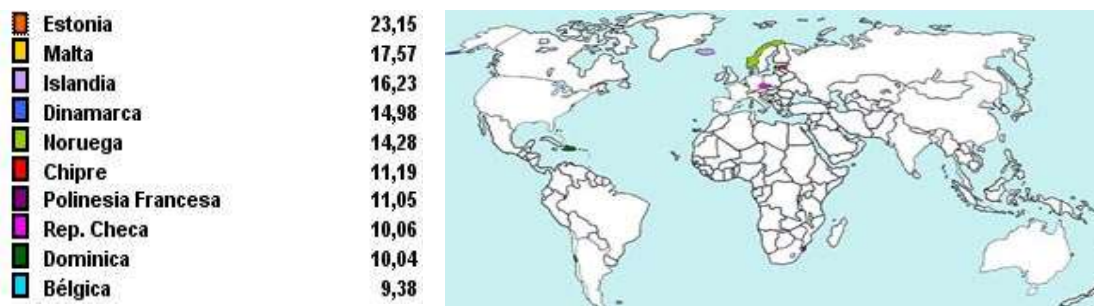 Estonia 23,15
Malta 17,57
Islandia 16,23
Dinamarca 14,98
Noruega 14,28
Chipre 11,19
Polinesia Francesa 11,05
Rep. Checa 10,06
Dominica 10,04
Bélgica 9,38